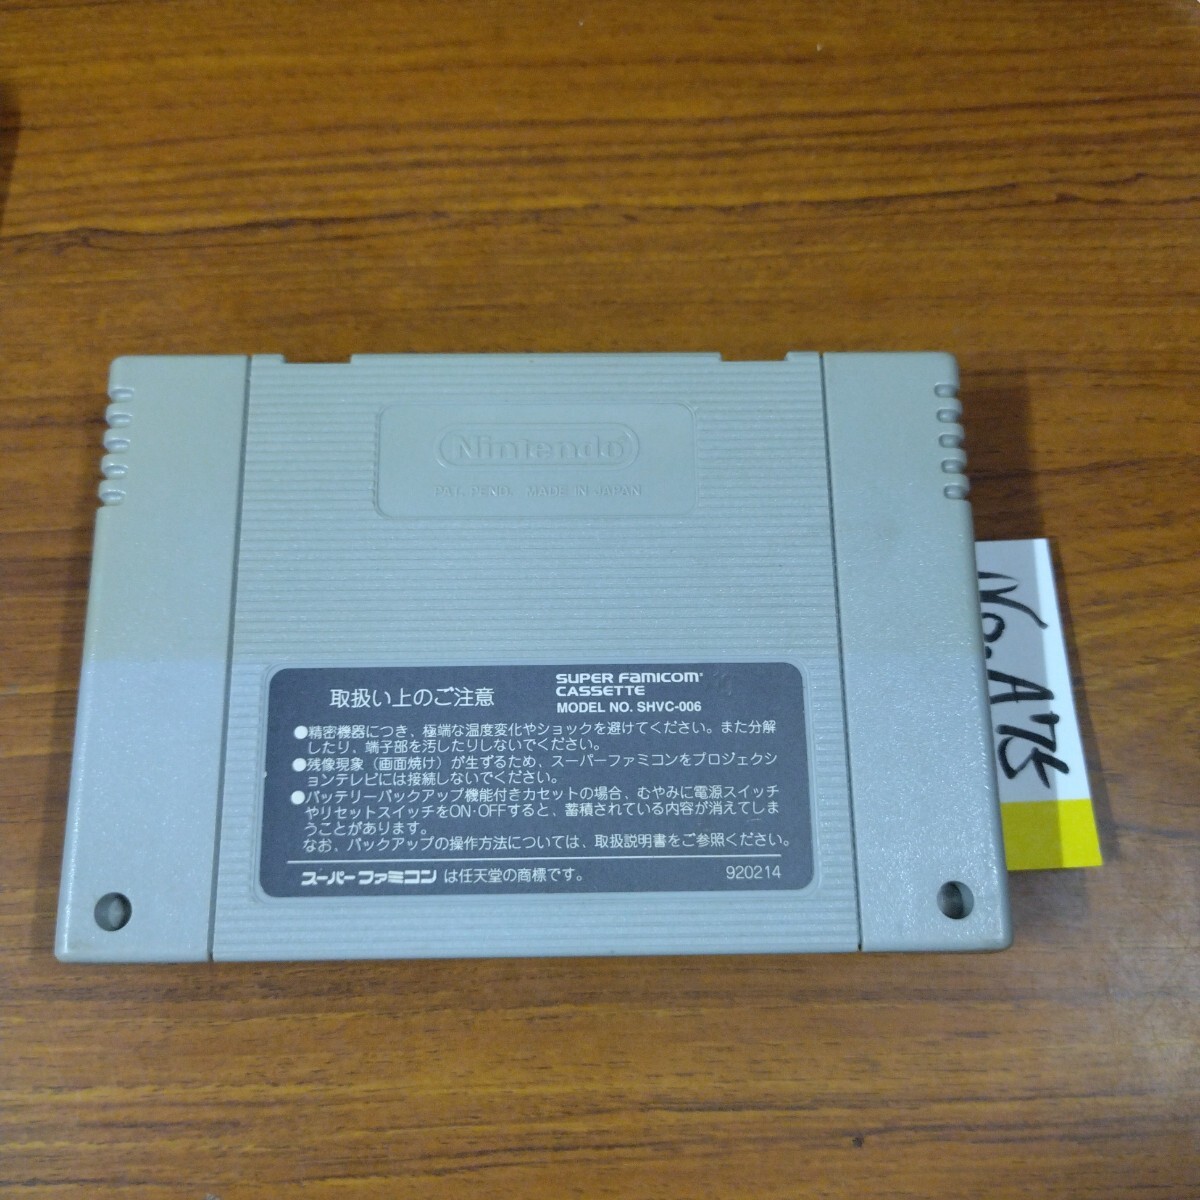 Nintendo
PAT. PEND. MADE IN JAPAN
取扱い上のご注意
SUPER FAMICOM
CASSETTE
MODEL NO. SHVC-006
●精密機器につき、極端な温度変化やショックを避けてください。また分解
したり、端子部を汚したりしないでください。
●残像現象（画面焼け）が生ずるため、スーパーファミコンをプロジェクシ
ョンテレビには接続しないでください。
●バッテリーバックアップ機能付きカセットの場合、むやみに電源スイッチ
やリセットスイッチをON・OFFすると、蓄積されている内容が消えてしま
うことがあります。
なお、バックアップの操作方法については、取扱説明書をご参照ください。
スーパーファミコン は任天堂の商標です。
920214
No.A'75